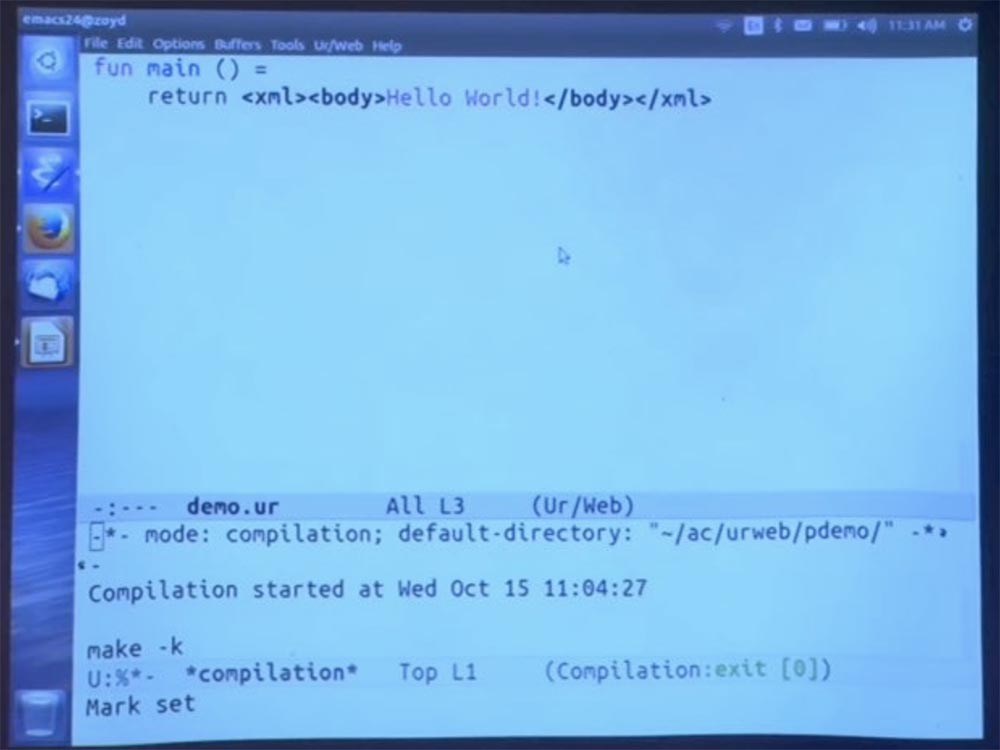 emacs24@zoyd
En 11:31 AM
File Edit Options Buffers Tools Ur/Web Help
fun main () =
return <xml><body>Hello World!</body></xml>
-:--- demo.ur All L3 (Ur/Web)
-*- mode: compilation; default-directory: "~/ac/urweb/pdemo/" -*
-
Compilation started at Wed Oct 15 11:04:27
make -k
U:%*- *compilation* Top L1 (Compilation:exit [0])
Mark set